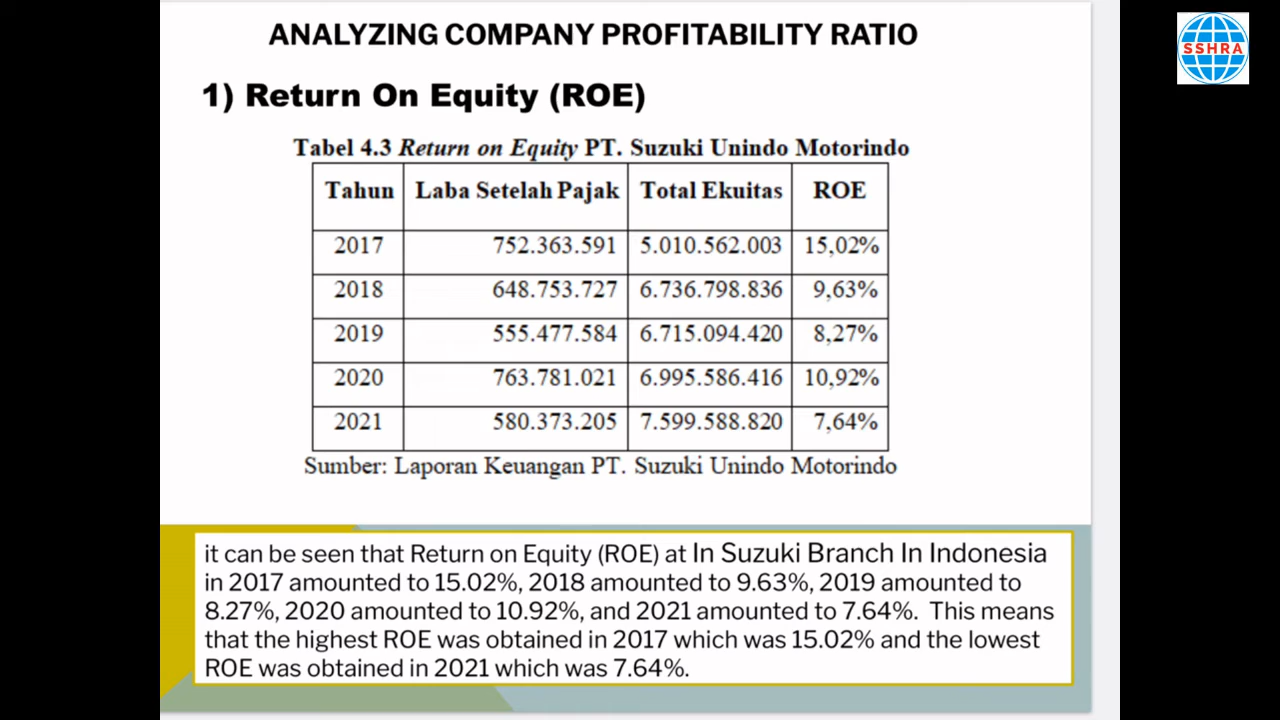 ANALYZING COMPANY PROFITABILITY RATIO
SSHRA
1) Return On Equity (ROE)
Tabel 4.3 Return on Equity PT. Suzuki Unindo Motorindo
Tahun Laba Setelah Pajak Total Ekuitas ROE
2017 752.363.591 5.010.562.003 15,02%
2018 648.753.727 6.736.798.836 9,63%
2019 555.477.584 6.715.094.420 8,27%
2020 763.781.021 6.995.586.416 10,92%
2021 580.373.205 7.599.588.820 7,64%
Sumber: Laporan Keuangan PT. Suzuki Unindo Motorindo
it can be seen that Return on Equity (ROE) at In Suzuki Branch In Indonesia
in 2017 amounted to 15.02%, 2018 amounted to 9.63%, 2019 amounted to
8.27%, 2020 amounted to 10.92%, and 2021 amounted to 7.64%. This means
that the highest ROE was obtained in 2017 which was 15.02% and the lowest
ROE was obtained in 2021 which was 7.64%.